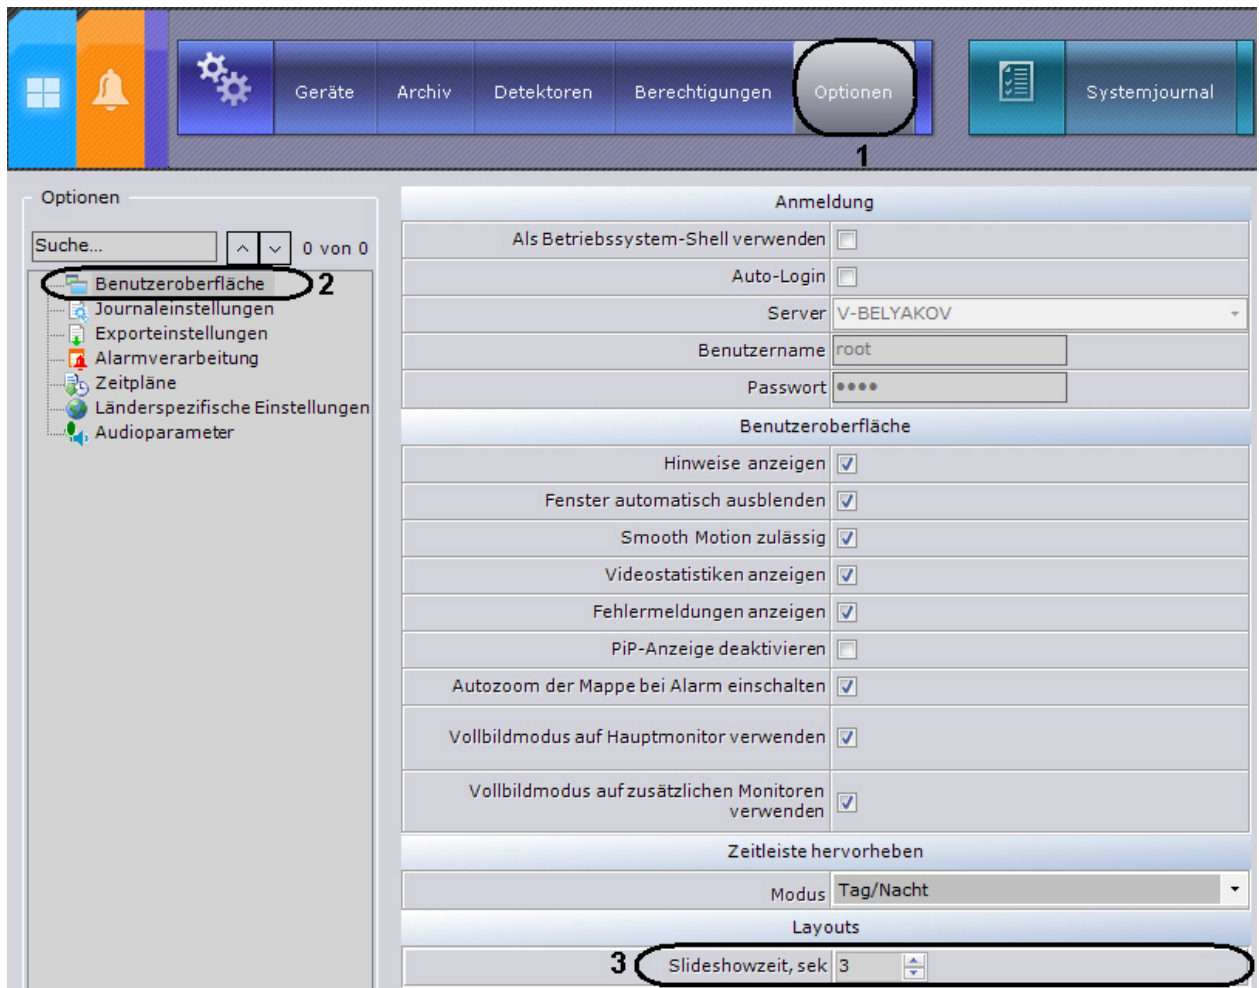 Geräte Archiv Detektoren Berechtigungen Optionen Systemjournal
1
Optionen
Suche... 0 von 0
Benutzeroberfläche 2
Journaleinstellungen
Exporteinstellungen
Alarmverarbeitung
Zeitpläne
Länderspezifische Einstellungen
Audioparameter
Anmeldung
Als Betriebssystem-Shell verwenden
Auto-Login
Server V-BELYAKOV
Benutzername root
Passwort ●●●●
Benutzeroberfläche
Hinweise anzeigen
Fenster automatisch ausblenden
Smooth Motion zulässig
Videostatistiken anzeigen
Fehlermeldungen anzeigen
PiP-Anzeige deaktivieren
Autozoom der Mappe bei Alarm einschalten
Vollbildmodus auf Hauptmonitor verwenden
Vollbildmodus auf zusätzlichen Monitoren
verwenden
Zeitleiste hervorheben
Modus Tag/Nacht
Layouts
3 Slideshowzeit, sek 3